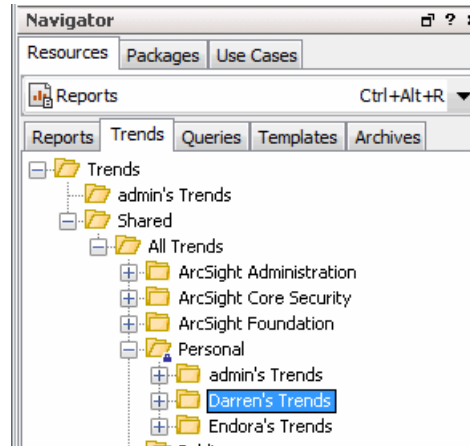 Navigator ?
Resources Packages Use Cases
Reports Ctrl+Alt+R
Reports Trends Queries Templates Archives
Trends
admin's Trends
Shared
All Trends
ArcSight Administration
ArcSight Core Security
ArcSight Foundation
Personal
admin's Trends
Darren's Trends
Endora's Trends